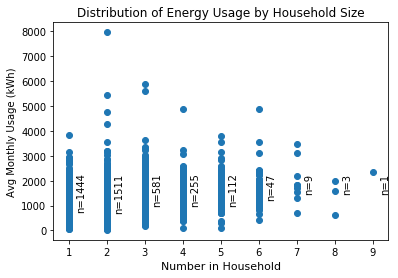 Distribution of Energy Usage by Household Size
Avg Monthly Usage (kWh)
8000
7000
6000
5000
4000
3000
2000
1000
0
n=1444
n=1511
n=581
n=255
n=112
n=47
n=9
n=3
n=1
1 2 3 4 5 6 7 8 9
Number in Household